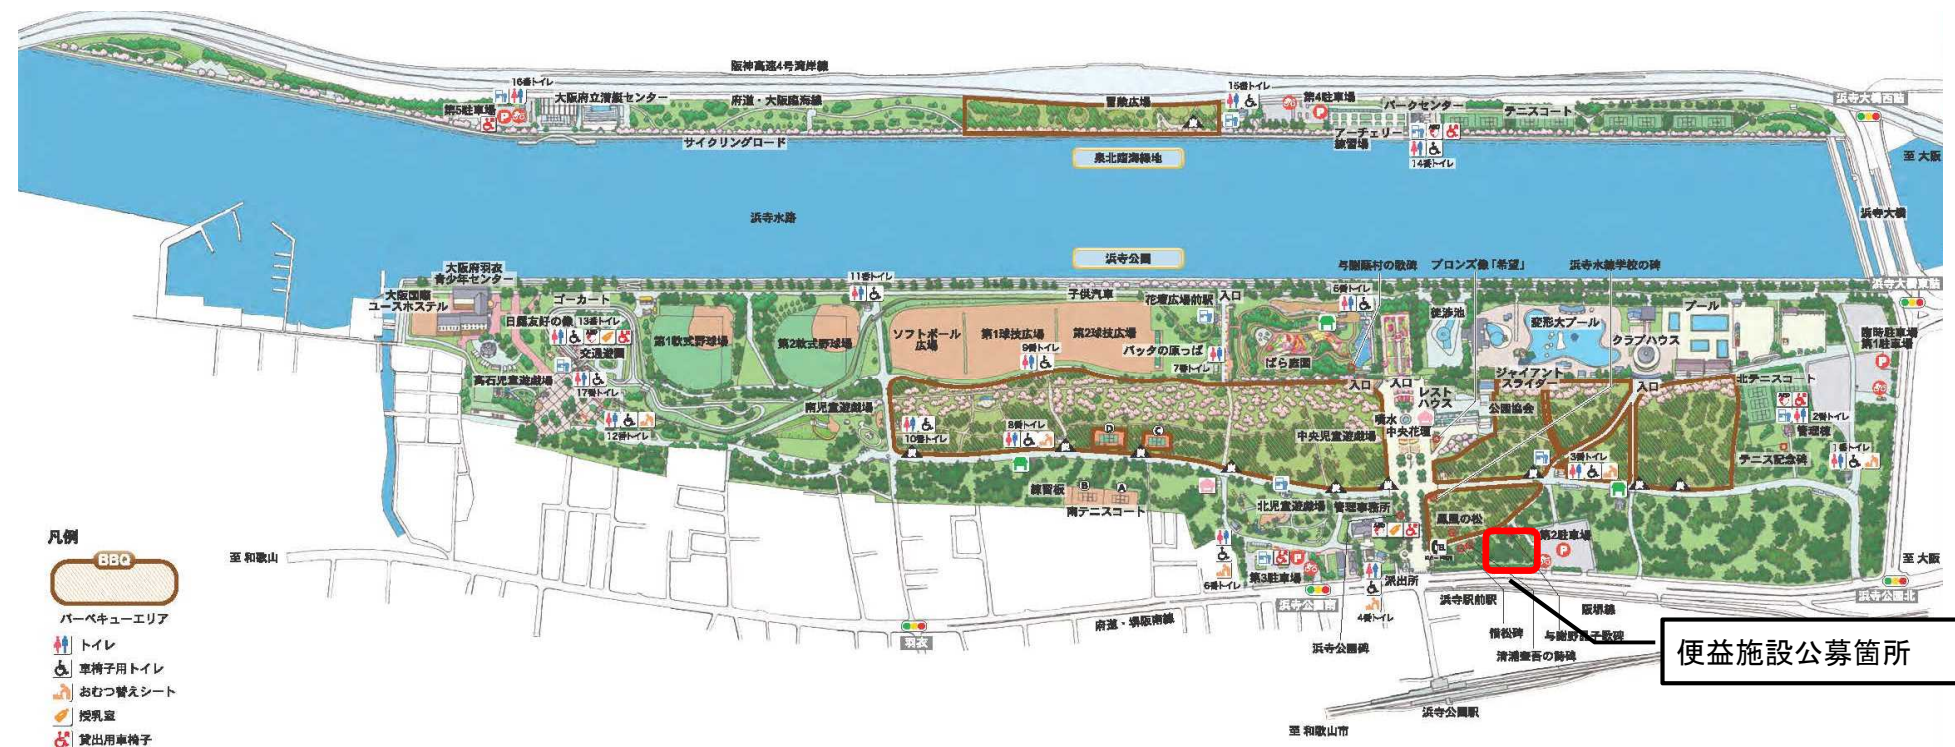 阪神高速4号湾岸線
16番トイレ
大阪府立漕艇センター
府道・大阪臨海線
冒険広場
15番トイレ
第4駐車場
パークセンター
テニスコート
浜寺大橋西詰
第5駐車場
サイクリングロード
アーチェリー
練習場
14番トイレ
泉北臨海緑地
至 大阪
浜寺水路
浜寺大橋
浜寺公園
大阪府羽衣
青少年センター
大阪国際
ユースホステル
ゴーカート
11番トイレ
子供汽車
花壇広場前駅
入口
与謝蕪村の歌碑
ブロンズ像「希望」
浜寺水練学校の碑
浜寺大橋東詰
日露友好の像
13番トイレ
交通遊園
第1軟式野球場
第2軟式野球場
ソフトボール
広場
第1球技広場
第2球技広場
9番トイレ
バッタの原っぱ
7番トイレ
ばら庭園
徒渉池
変形大プール
プール
クラブハウス
臨時駐車場
第1駐車場
高石児童遊戯場
17番トイレ
12番トイレ
南児童遊戯場
10番トイレ
8番トイレ
D
C
入口
入口
レスト
ハウス
ジャイアント
スライダー
公園協会
入口
北テニスコート
2番トイレ
管理棟
噴水
中央花壇
中央児童遊戯場
3番トイレ
テニス記念碑
1番トイレ
練習板
B
A
南テニスコート
北児童遊戯場
管理事務所
鳳凰の松
第2駐車場
6番トイレ
第3駐車場
派出所
4番トイレ
浜寺公園前
浜寺駅前駅
阪堺線
至 大阪
浜寺公園北
府道・堺阪南線
羽衣
浜寺公園碑
惜松碑
清浦奎吾の詩碑
便益施設公募箇所
浜寺公園駅
至 和歌山市
至 和歌山
凡例
BBQ
バーベキューエリア
トイレ
車椅子用トイレ
おむつ替えシート
授乳室
貸出用車椅子